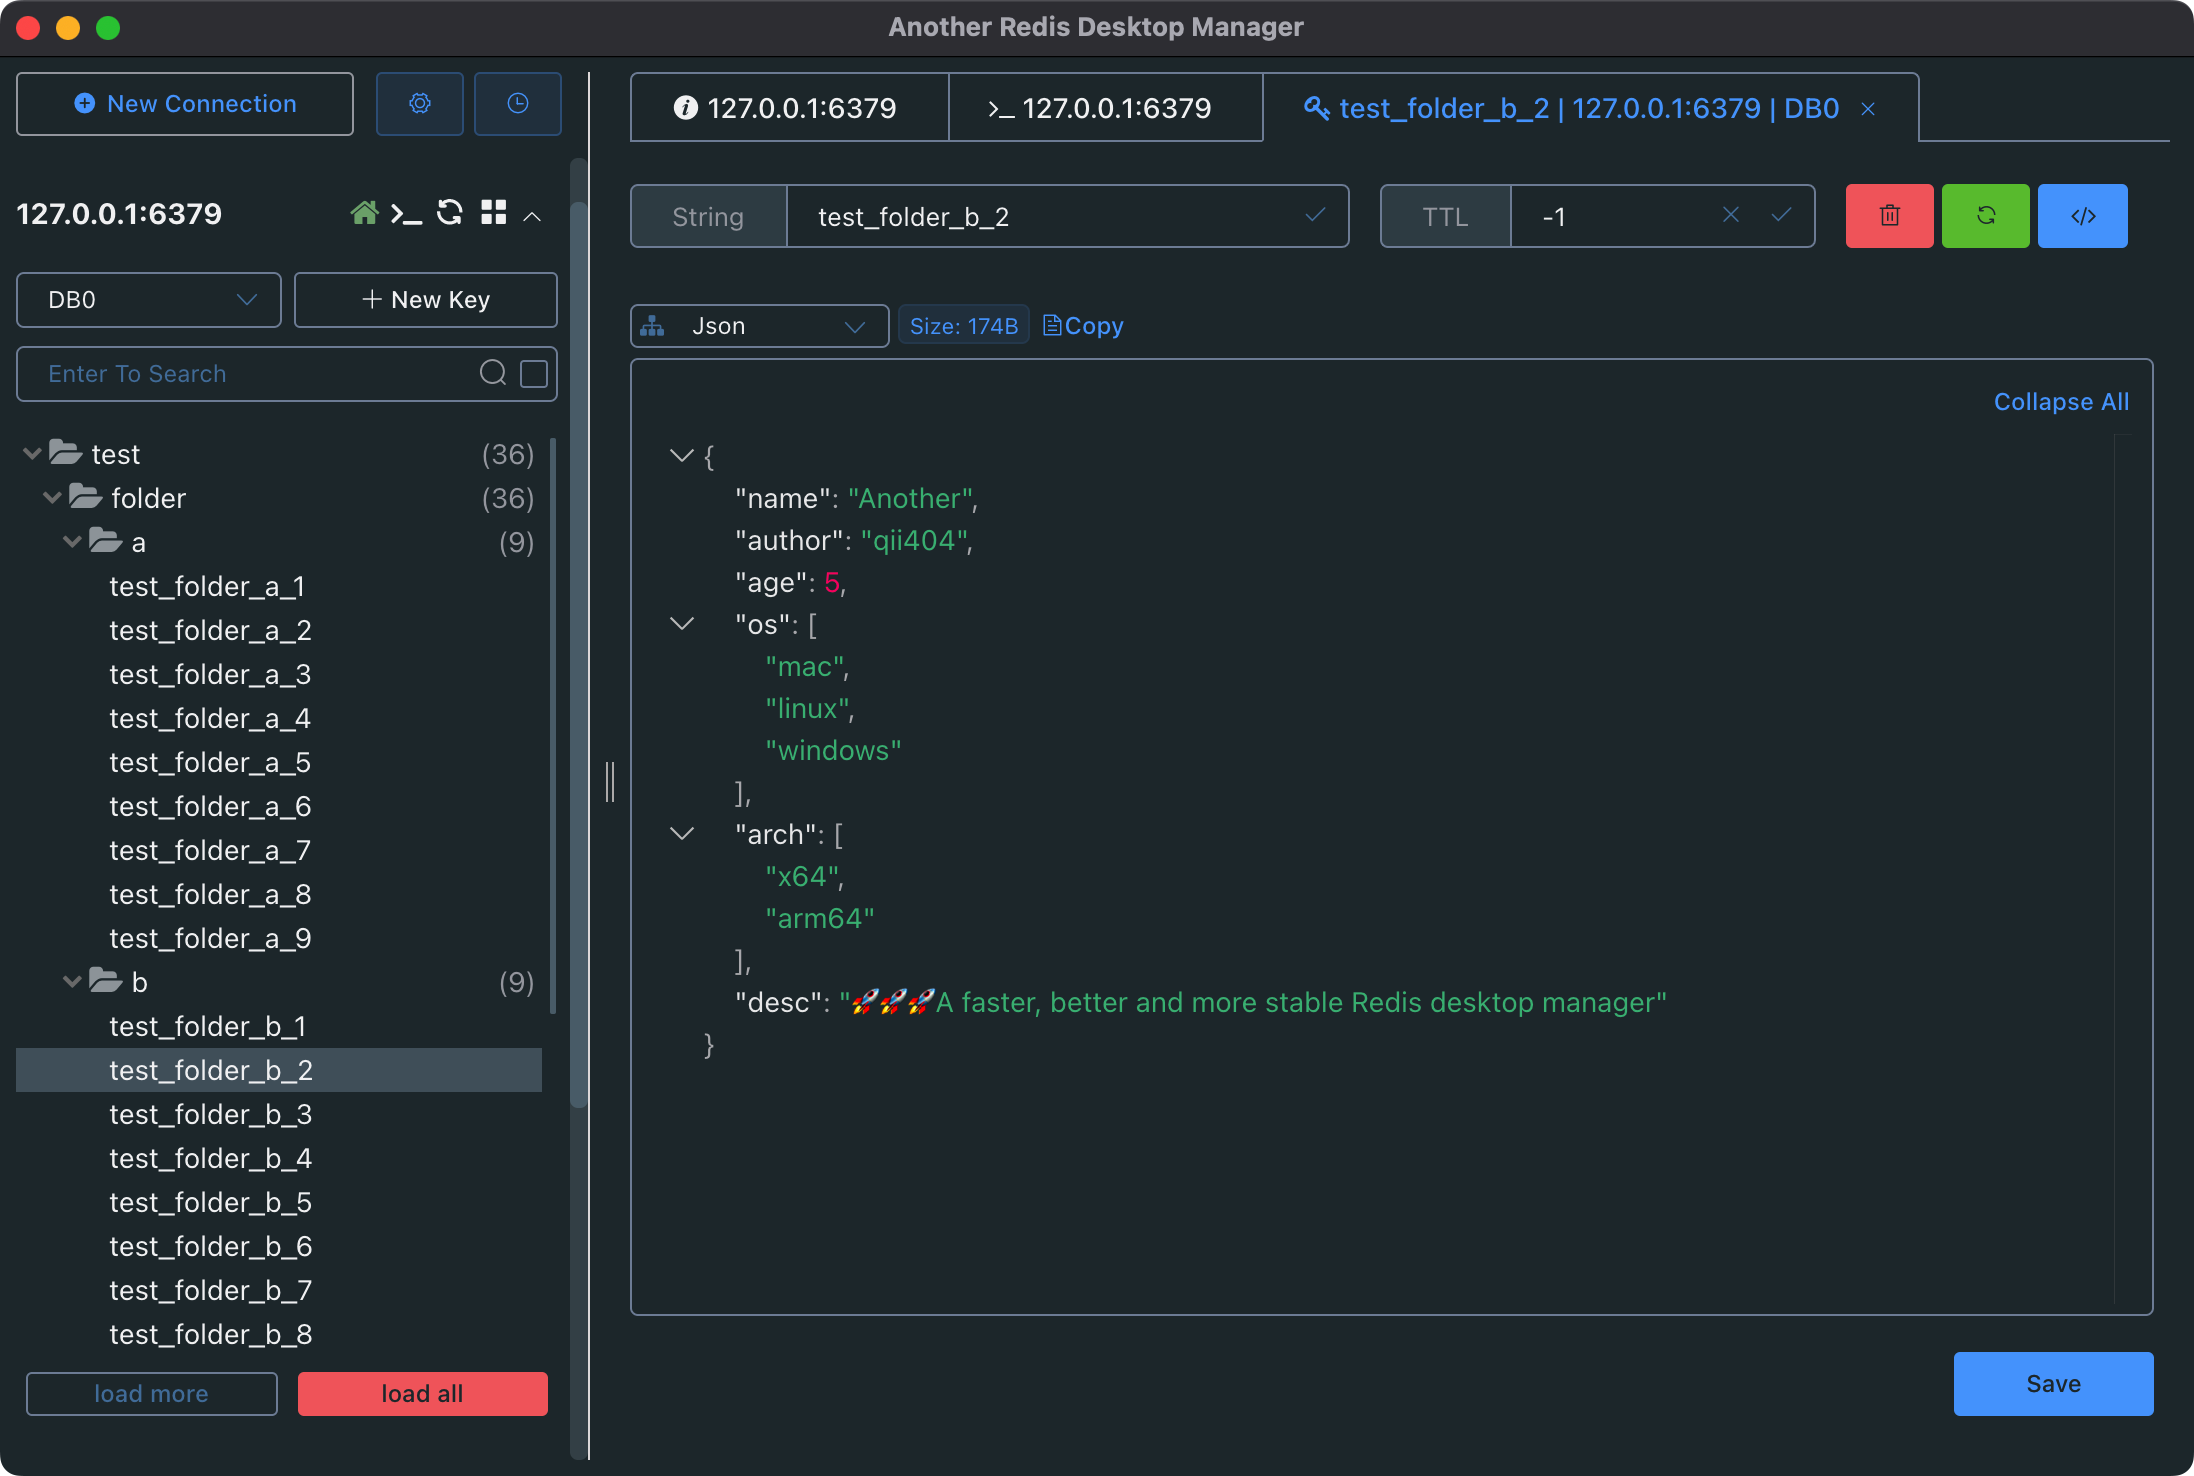 Another Redis Desktop Manager
New Connection
127.0.0.1:6379
DB0
New Key
Enter To Search
test (36)
folder (36)
a (9)
test_folder_a_1
test_folder_a_2
test_folder_a_3
test_folder_a_4
test_folder_a_5
test_folder_a_6
test_folder_a_7
test_folder_a_8
test_folder_a_9
b (9)
test_folder_b_1
test_folder_b_2
test_folder_b_3
test_folder_b_4
test_folder_b_5
test_folder_b_6
test_folder_b_7
test_folder_b_8
load more
load all
127.0.0.1:6379
>_ 127.0.0.1:6379
test_folder_b_2 | 127.0.0.1:6379 | DB0
String test_folder_b_2
TTL -1
Json
Size: 174B
Copy
Collapse All
{
"name": "Another",
"author": "qii404",
"age": 5,
"os": [
"mac",
"linux",
"windows"
],
"arch": [
"x64",
"arm64"
],
"desc": "🚀🚀🚀A faster, better and more stable Redis desktop manager"
}
Save